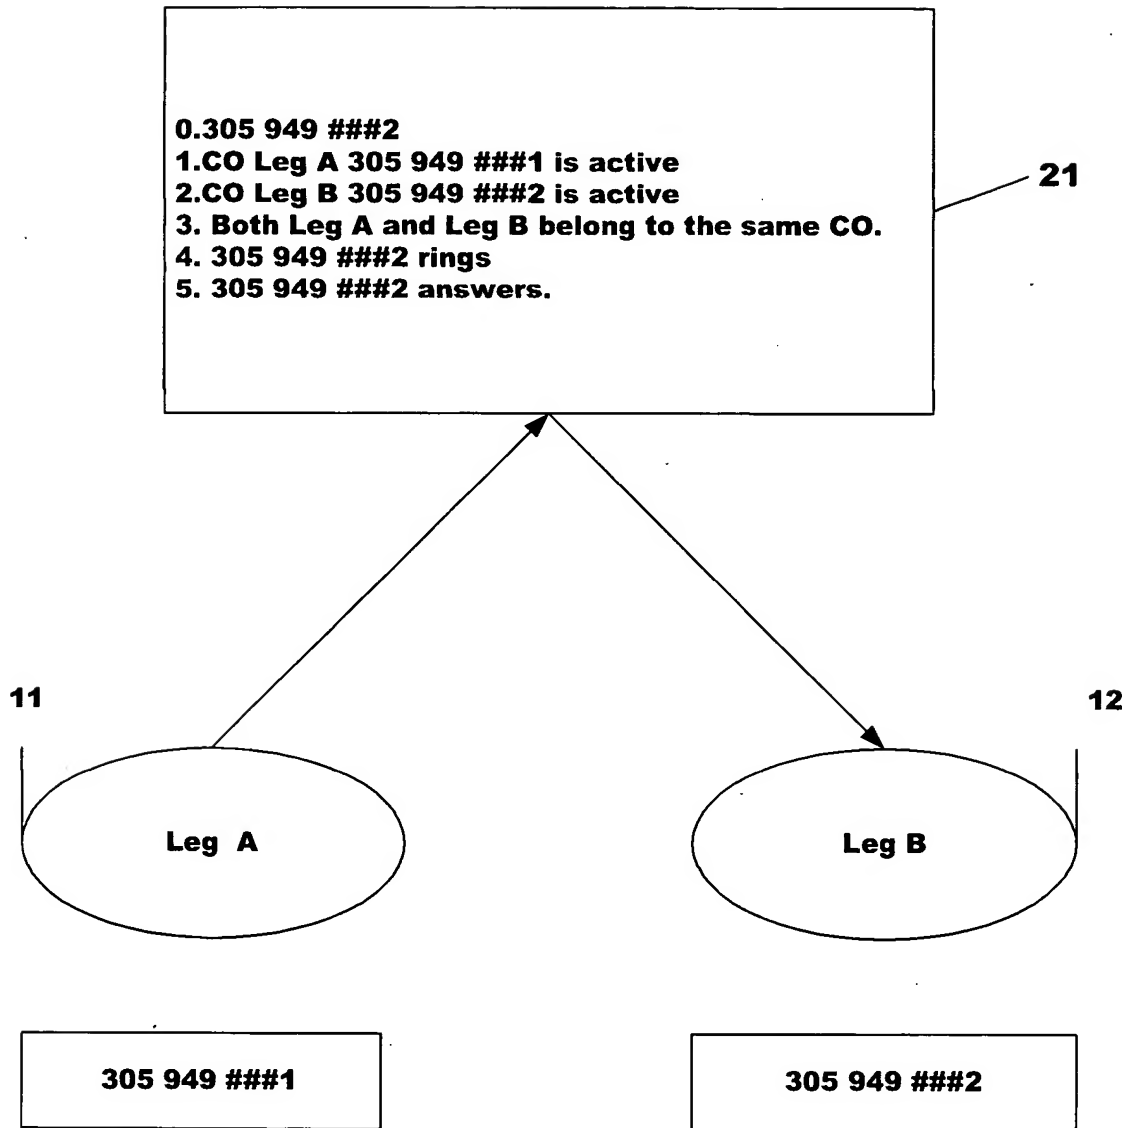 0.305 949 ###2
1.CO Leg A 305 949 ###1 is active
2.CO Leg B 305 949 ###2 is active
3. Both Leg A and Leg B belong to the same CO.
4. 305 949 ###2 rings
5. 305 949 ###2 answers.
21
11
12
Leg A
Leg B
305 949 ###1
305 949 ###2